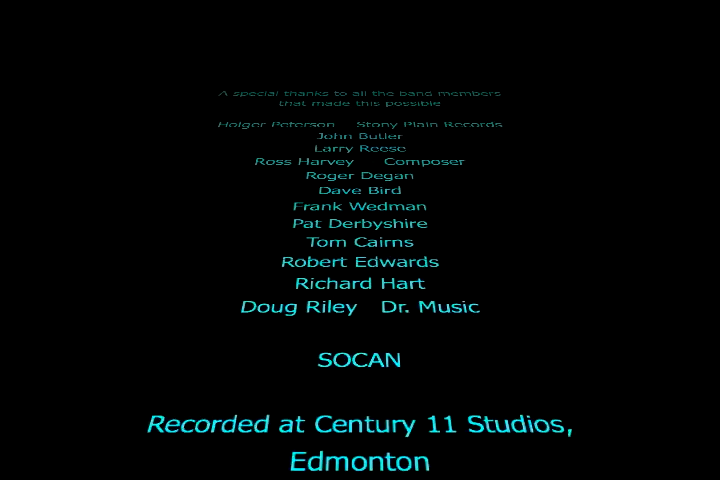 A special thanks to all the band members
that made this possible
Holger Peterson Stony Plain Records
John Butler
Larry Reese
Ross Harvey Composer
Roger Degan
Dave Bird
Frank Wedman
Pat Derbyshire
Tom Cairns
Robert Edwards
Richard Hart
Doug Riley Dr. Music
SOCAN
Recorded at Century 11 Studios,
Edmonton